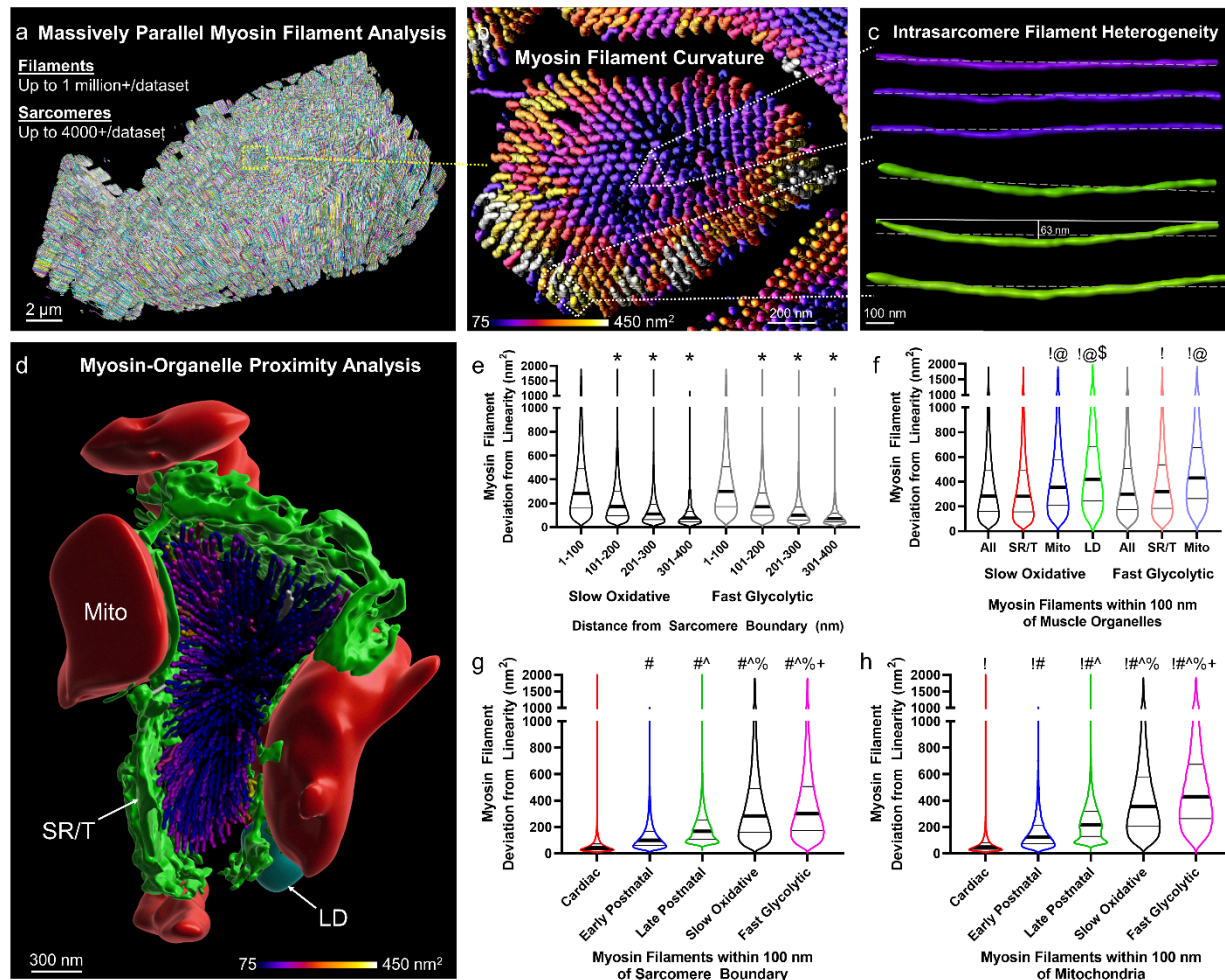 a Massively Parallel Myosin Filament Analysis
Filaments
Up to 1 million+/dataset
Sarcomeres
Up to 4000+/dataset
2 μm
b
Myosin Filament Curvature
75 450 nm²
200 nm
c Intrasarcomere Filament Heterogeneity
63 nm
100 nm
d Myosin-Organelle Proximity Analysis
Mito
SR/T
LD
300 nm
75 450 nm²
e
Myosin Filament
Deviation from Linearity (nm²)
2000
1500
1000
800
600
400
200
0
* * * * * *
1-100 101-200 201-300 301-400 1-100 101-200 201-300 301-400
Slow Oxidative Fast Glycolytic
Distance from Sarcomere Boundary (nm)
f
Myosin Filament
Deviation from Linearity (nm²)
2000
1500
1000
800
600
400
200
0
!@ !@$ ! !@
All SR/T Mito LD All SR/T Mito
Slow Oxidative Fast Glycolytic
Myosin Filaments within 100 nm
of Muscle Organelles
g
Myosin Filament
Deviation from Linearity (nm²)
2000
1500
1000
800
600
400
200
0
# #^ #^% #^%+
Cardiac Early Postnatal Late Postnatal Slow Oxidative Fast Glycolytic
Myosin Filaments within 100 nm
of Sarcomere Boundary
h
Myosin Filament
Deviation from Linearity (nm²)
2000
1500
1000
800
600
400
200
0
! !# !#^ !#^% !#^%+
Cardiac Early Postnatal Late Postnatal Slow Oxidative Fast Glycolytic
Myosin Filaments within 100 nm
of Mitochondria